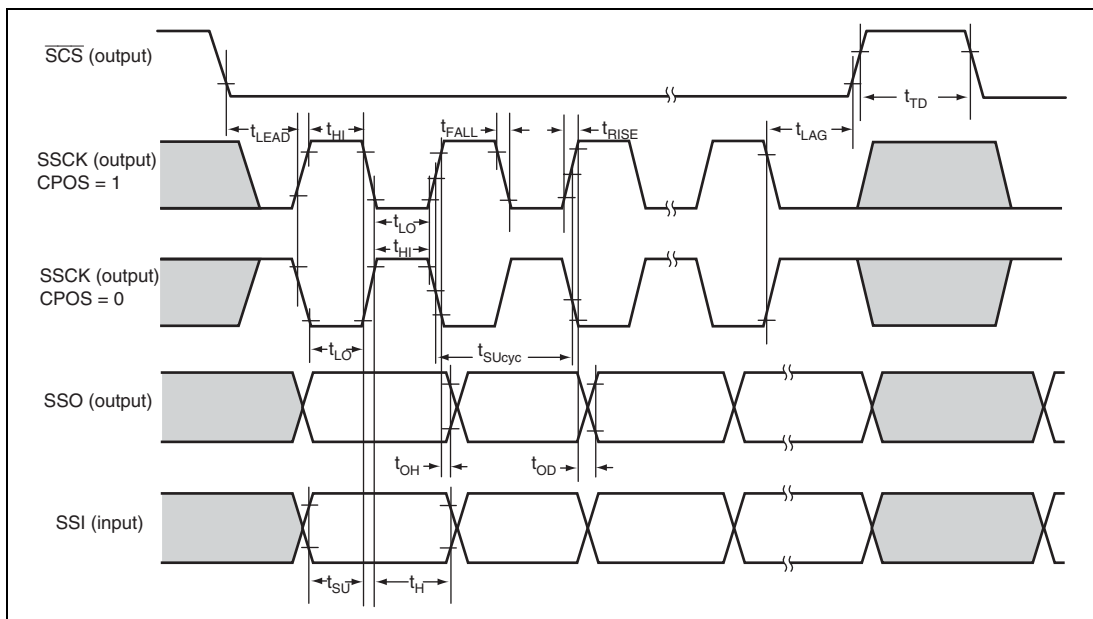 SCS (output)
tTD
tLEAD
tHI
tFALL
tRISE
tLAG
SSCK (output)
CPOS = 1
tLO
tHI
SSCK (output)
CPOS = 0
tLO
tSUcyc
SSO (output)
tOH
tOD
SSI (input)
tSU
tH